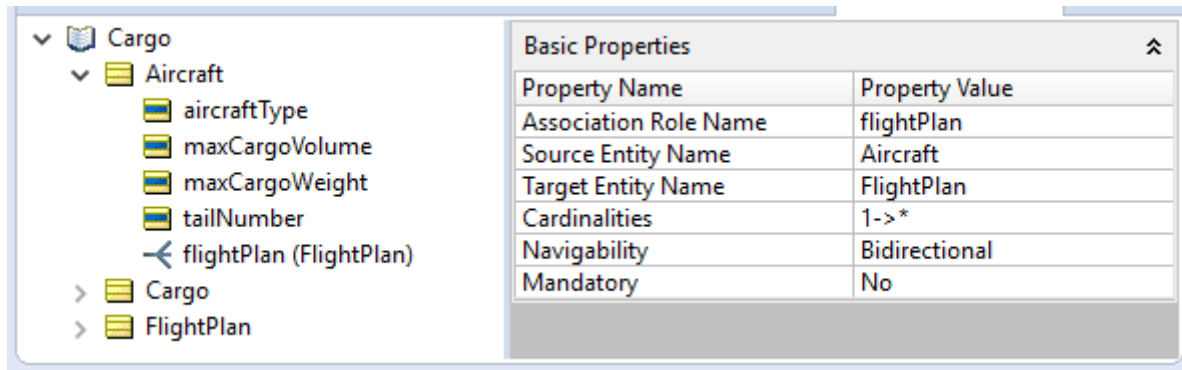 Cargo
Aircraft
aircraftType
maxCargoVolume
maxCargoWeight
tailNumber
flightPlan (FlightPlan)
Cargo
FlightPlan
Basic Properties
Property Name Property Value
Association Role Name flightPlan
Source Entity Name Aircraft
Target Entity Name FlightPlan
Cardinalities 1->*
Navigability Bidirectional
Mandatory No